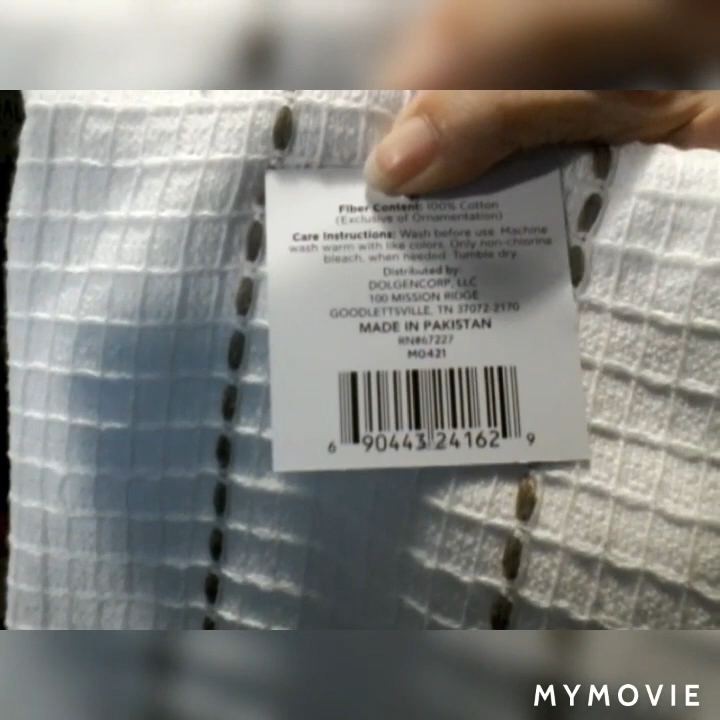 Fiber Content: 100% Cotton
(Exclusive of Ornamentation)
Care Instructions: Wash before use. Machine
wash warm with like colors. Only non-chlorine
bleach, when needed. Tumble dry.
Distributed by:
DOLGENCORP, LLC
100 MISSION RIDGE
GOODLETTSVILLE, TN 37072-2170
MADE IN PAKISTAN
RN#67227
MG421
6 90443 24162 9
MYMOVIE